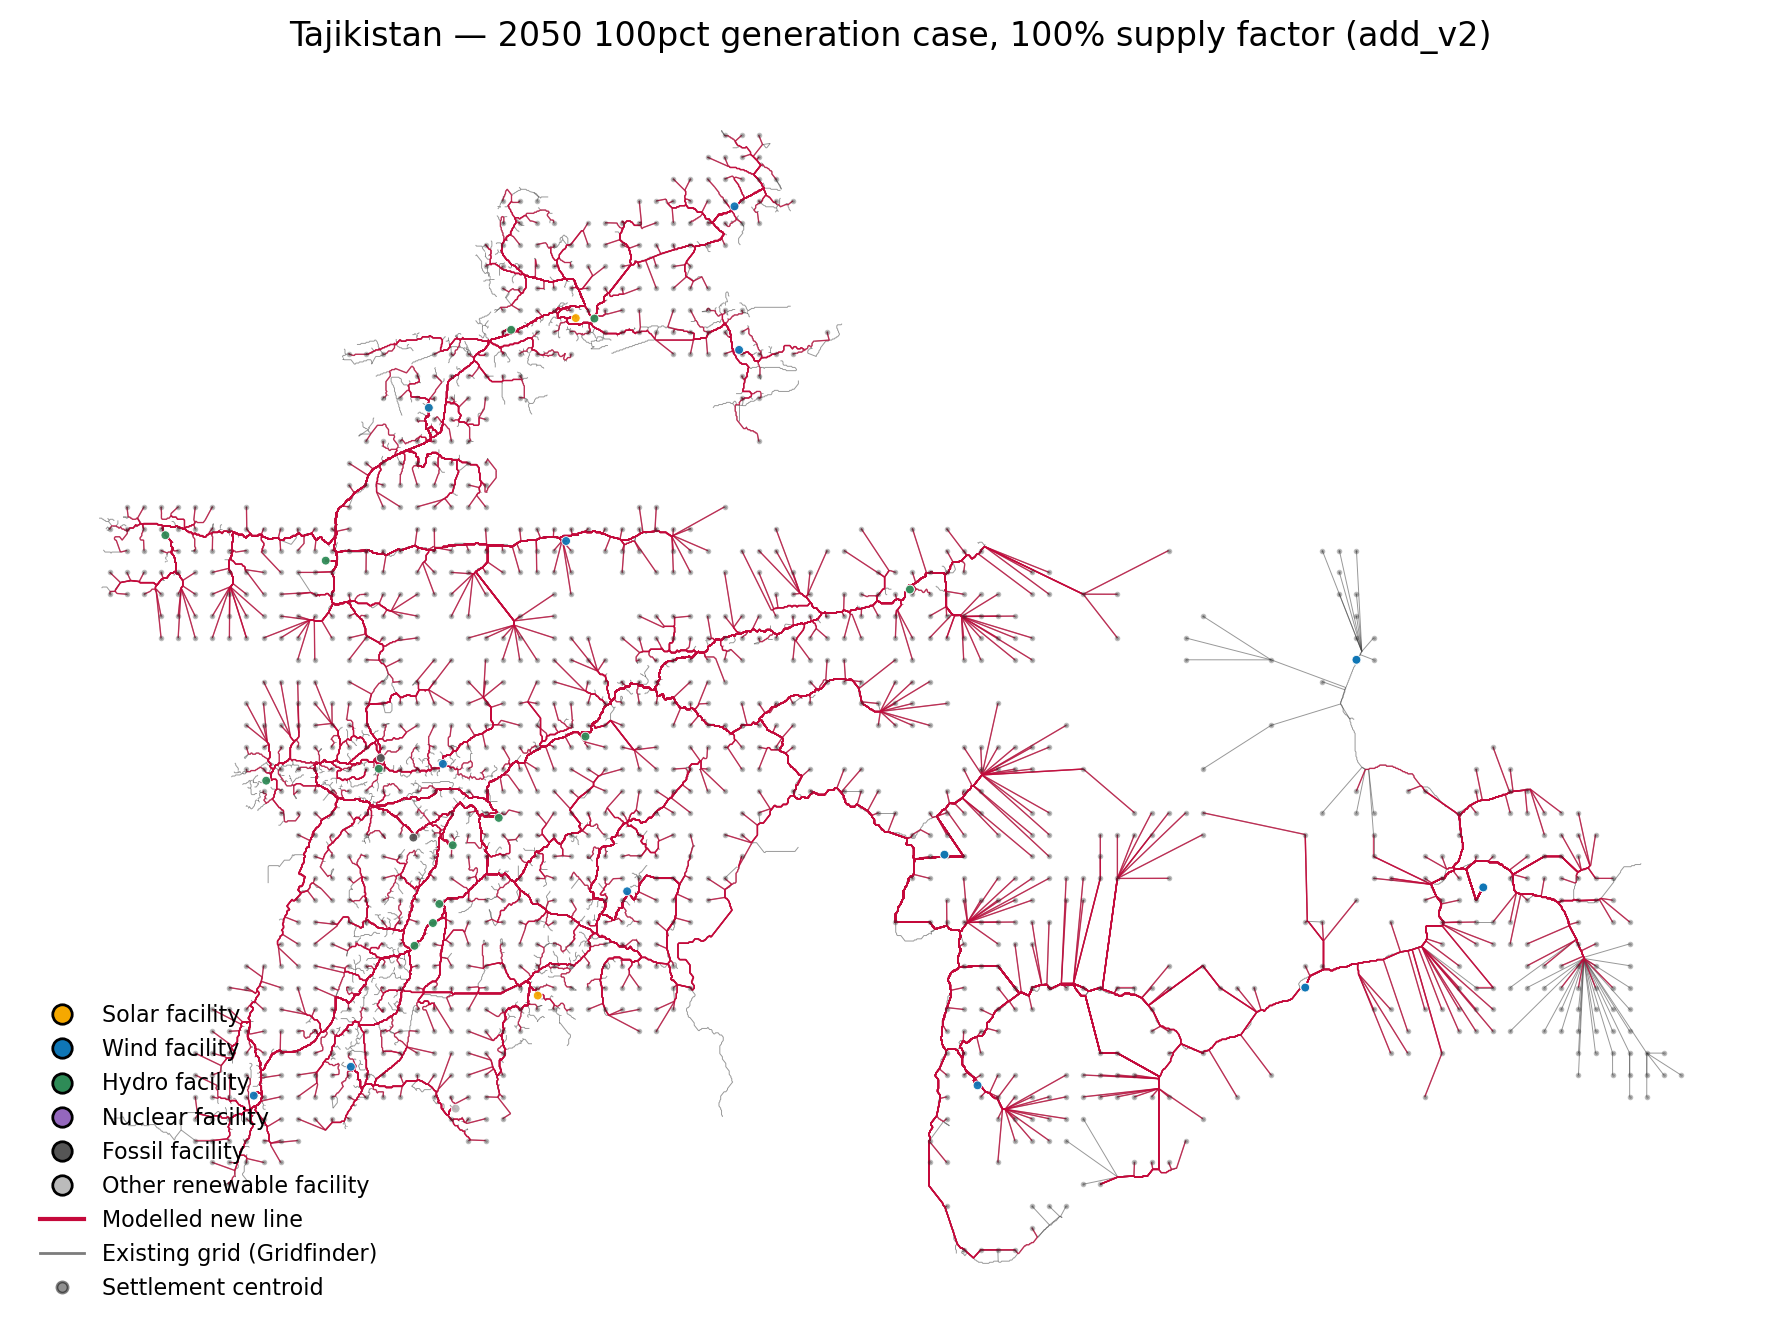 Tajikistan — 2050 100pct generation case, 100% supply factor (add_v2)
Solar facility
Wind facility
Hydro facility
Nuclear facility
Fossil facility
Other renewable facility
Modelled new line
Existing grid (Gridfinder)
Settlement centroid